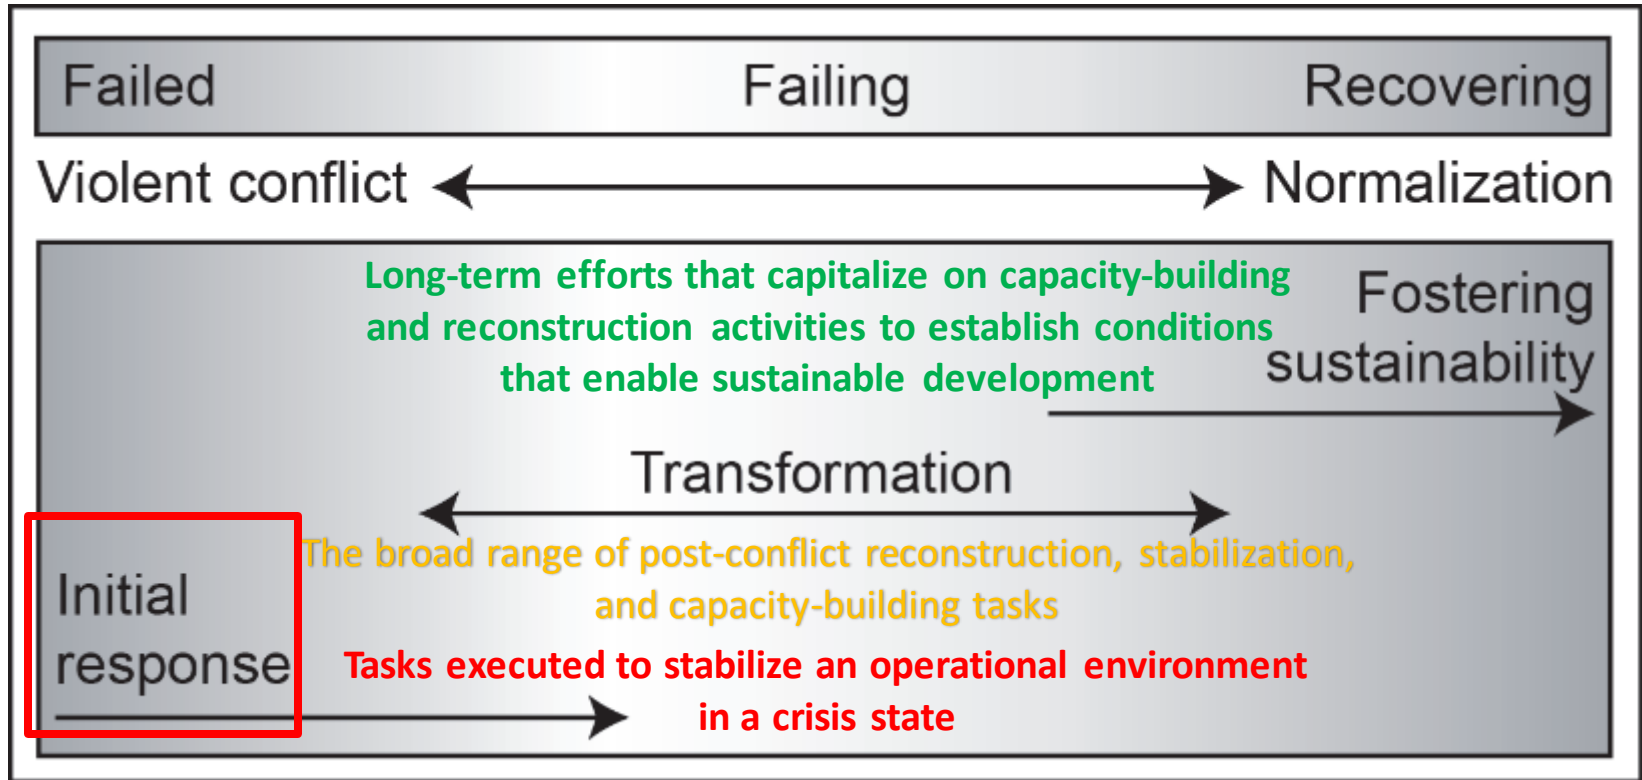 Failed Failing Recovering
Violent conflict Normalization
Long-term efforts that capitalize on capacity-building
and reconstruction activities to establish conditions
that enable sustainable development
Fostering
sustainability
Transformation
The broad range of post-conflict reconstruction, stabilization,
and capacity-building tasks
Initial
response
Tasks executed to stabilize an operational environment
in a crisis state